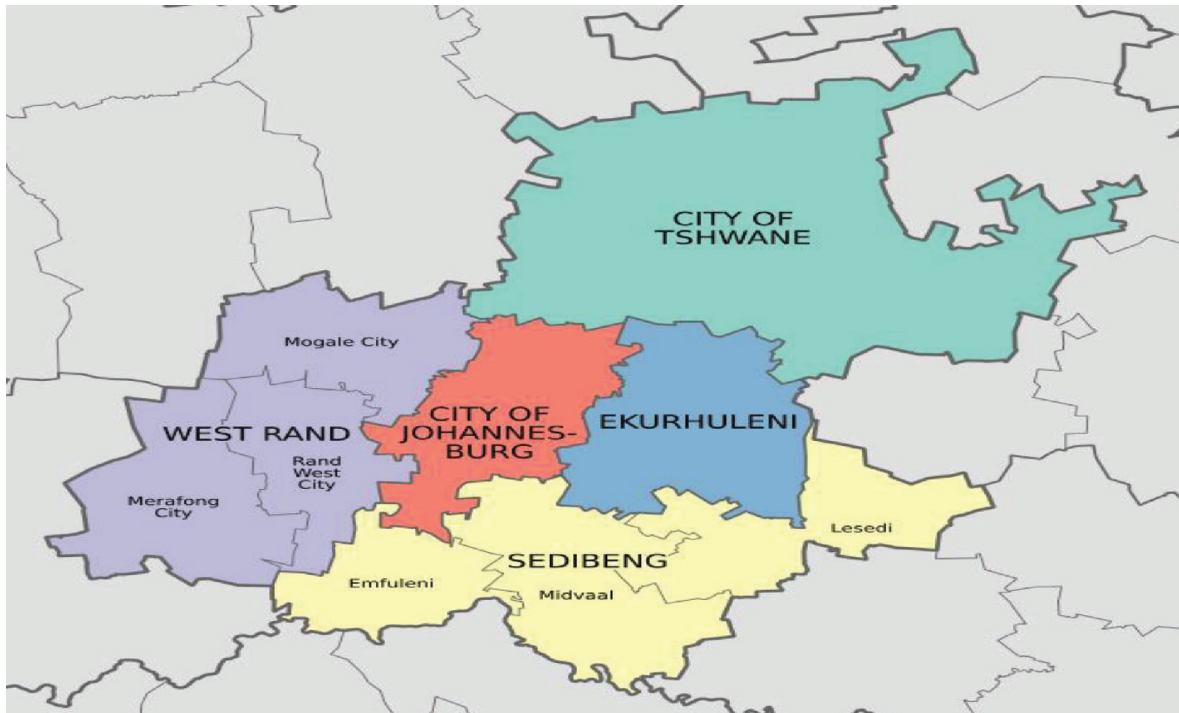 CITY OF
TSHWANE
Mogale City
CITY OF
JOHANNES-
BURG
EKURHULENI
WEST RAND
Rand
West
City
Merafong
City
Lesedi
SEDIBENG
Emfuleni
Midvaal